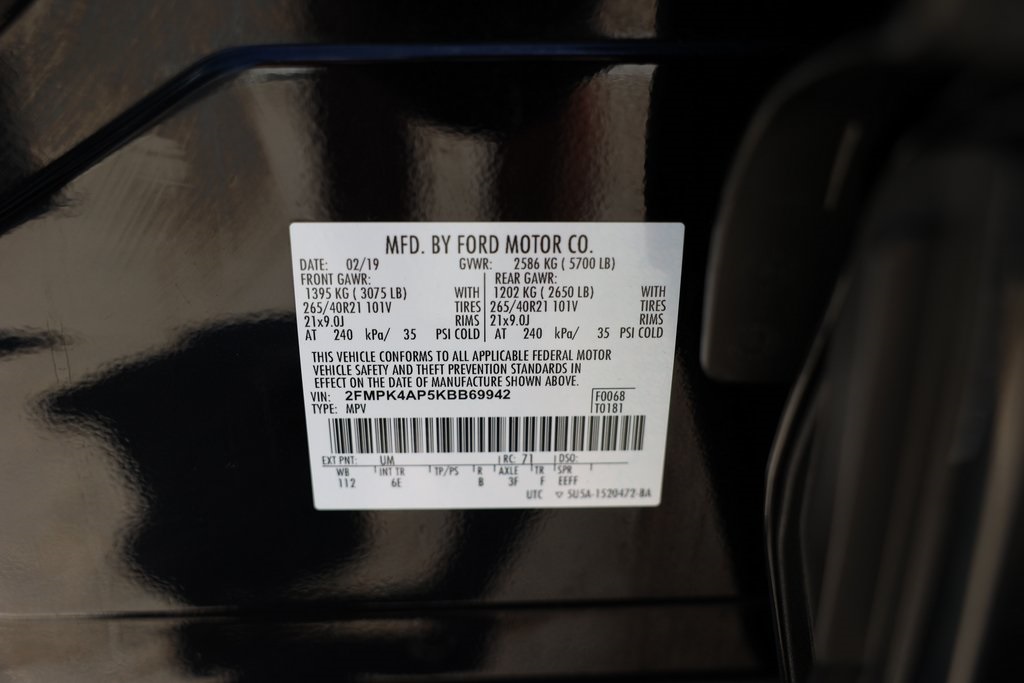 MFD. BY FORD MOTOR CO.
DATE: 02/19 GVWR: 2586 KG ( 5700 LB)
FRONT GAWR: REAR GAWR:
1395 KG ( 3075 LB) WITH 1202 KG ( 2650 LB) WITH
265/40R21 101V TIRES 265/40R21 101V TIRES
21x9.0J RIMS 21x9.0J RIMS
AT 240 kPa/ 35 PSI COLD AT 240 kPa/ 35 PSI COLD
THIS VEHICLE CONFORMS TO ALL APPLICABLE FEDERAL MOTOR
VEHICLE SAFETY AND THEFT PREVENTION STANDARDS IN
EFFECT ON THE DATE OF MANUFACTURE SHOWN ABOVE.
VIN: 2FMPK4AP5KBB69942 F0068
TYPE: MPV T0181
EXT PNT: UM RC: 71 DSO:
WB INT TR TP/PS R AXLE TR SPR
112 6E B 3F F EEFF
UTC ▽ 5U5A-1520472-BA